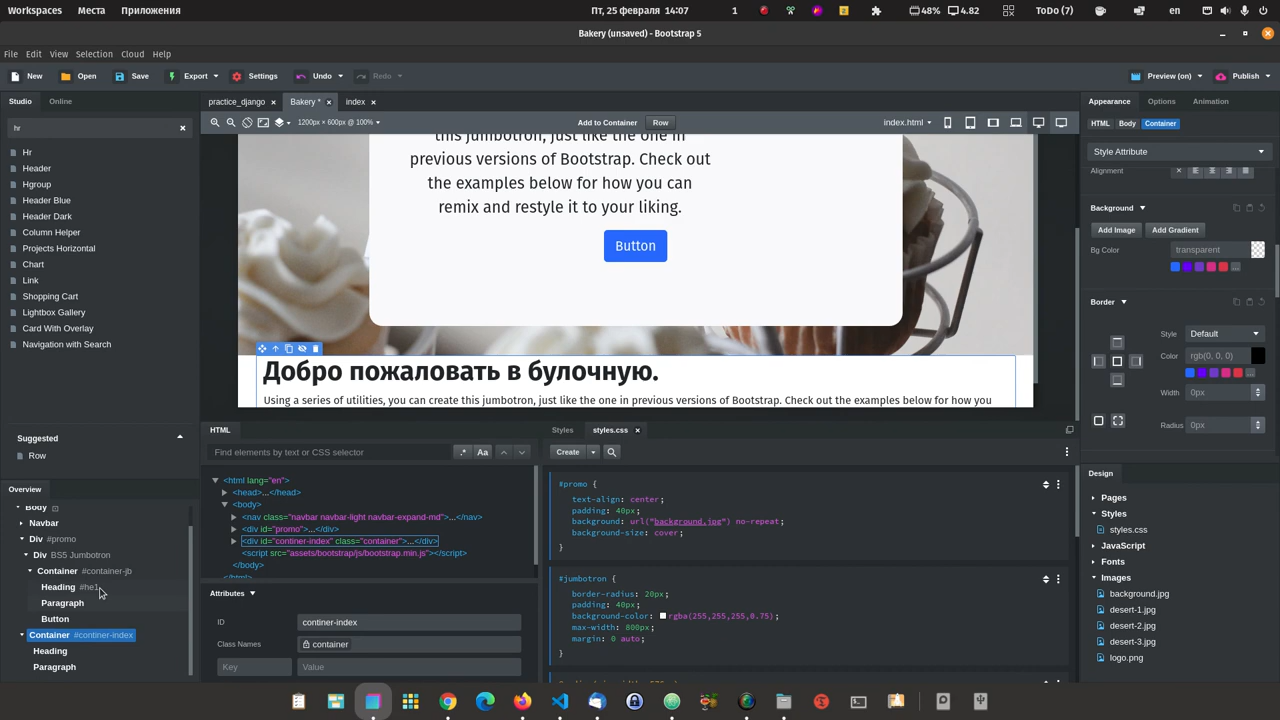 Workspaces Места Приложения Пт, 25 февраля 14:07 1 48% 4.82 ToDo (7) en
Bakery (unsaved) - Bootstrap 5
File Edit View Selection Cloud Help
New Open Save Export Settings Undo Redo Preview (on) Publish
Studio Online
practice_django Bakery * index
Appearance Options Animation
1200px × 600px @ 100% Add to Container Row index.html
HTML Body Container
hr
Hr
Header
Hgroup
Header Blue
Header Dark
Column Helper
Projects Horizontal
Chart
Link
Shopping Cart
Lightbox Gallery
Card With Overlay
Navigation with Search
Suggested
Row
this jumbotron, just like the one in
previous versions of Bootstrap. Check out
the examples below for how you can
remix and restyle it to your liking.
Button
Добро пожаловать в булочную.
Using a series of utilities, you can create this jumbotron, just like the one in previous versions of Bootstrap. Check out the examples below for how you
Style Attribute
Alignment
Background
Add Image Add Gradient
Bg Color transparent
Border
Style Default
Color rgb(0, 0, 0)
Width 0px
Radius 0px
Overview
Body
Navbar
Div #promo
Div BS5 Jumbotron
Container #container-jb
Heading #he1
Paragraph
Button
Container #continer-index
Heading
Paragraph
HTML
Find elements by text or CSS selector .* Aa
<html lang="en">
<head>...</head>
<body>
<nav class="navbar navbar-light navbar-expand-md">...</nav>
<div id="promo">...</div>
<div id="continer-index" class="container">...</div>
<script src="assets/bootstrap/js/bootstrap.min.js"></script>
</body>
</html>
Attributes
ID continer-index
Class Names container
Key Value
Styles styles.css
Create
#promo {
text-align: center;
padding: 40px;
background: url("background.jpg") no-repeat;
background-size: cover;
}
#jumbotron {
border-radius: 20px;
padding: 40px;
background-color: rgba(255,255,255,0.75);
max-width: 800px;
margin: 0 auto;
}
Design
Pages
Styles
styles.css
JavaScript
Fonts
Images
background.jpg
desert-1.jpg
desert-2.jpg
desert-3.jpg
logo.png